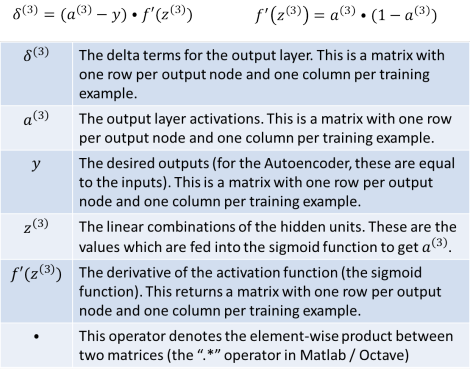 δ⁽³⁾ = (a⁽³⁾ − y) • f′(z⁽³⁾)    f′(z⁽³⁾) = a⁽³⁾ • (1 − a⁽³⁾)
δ⁽³⁾ The delta terms for the output layer. This is a matrix with
one row per output node and one column per training
example.
a⁽³⁾ The output layer activations. This is a matrix with one row
per output node and one column per training example.
y The desired outputs (for the Autoencoder, these are equal
to the inputs). This is a matrix with one row per output
node and one column per training example.
z⁽³⁾ The linear combinations of the hidden units. These are the
values which are fed into the sigmoid function to get a⁽³⁾.
f′(z⁽³⁾) The derivative of the activation function (the sigmoid
function). This returns a matrix with one row per output
node and one column per training example.
• This operator denotes the element-wise product between
two matrices (the “.*” operator in Matlab / Octave)